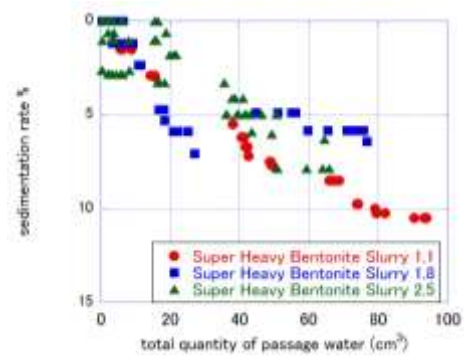 sedimentation rate %
0
5
10
15
Super Heavy Bentonite Slurry 1.1
Super Heavy Bentonite Slurry 1.8
Super Heavy Bentonite Slurry 2.5
0 20 40 60 80 100
total quantity of passage water (cm³)